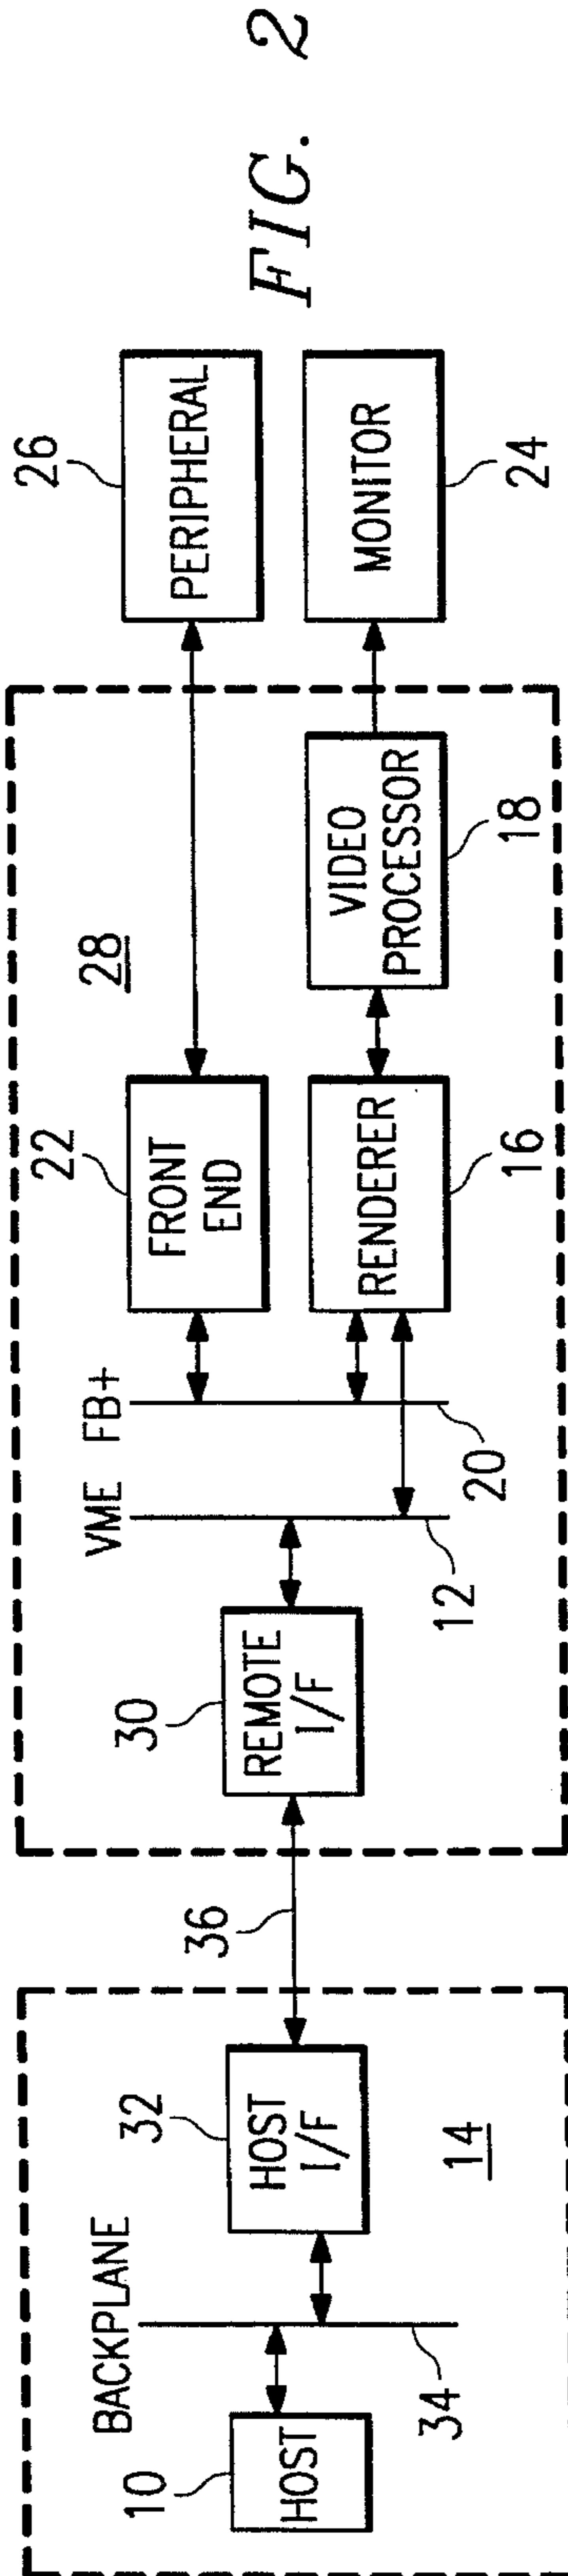 BACKPLANE
10
HOST
34
32
HOST
I/F
14
36
30
REMOTE
I/F
VME
12
FB+
20
22
FRONT
END
28
RENDERER
16
VIDEO
PROCESSOR
18
26
PERIPHERAL
MONITOR
24
FIG. 2